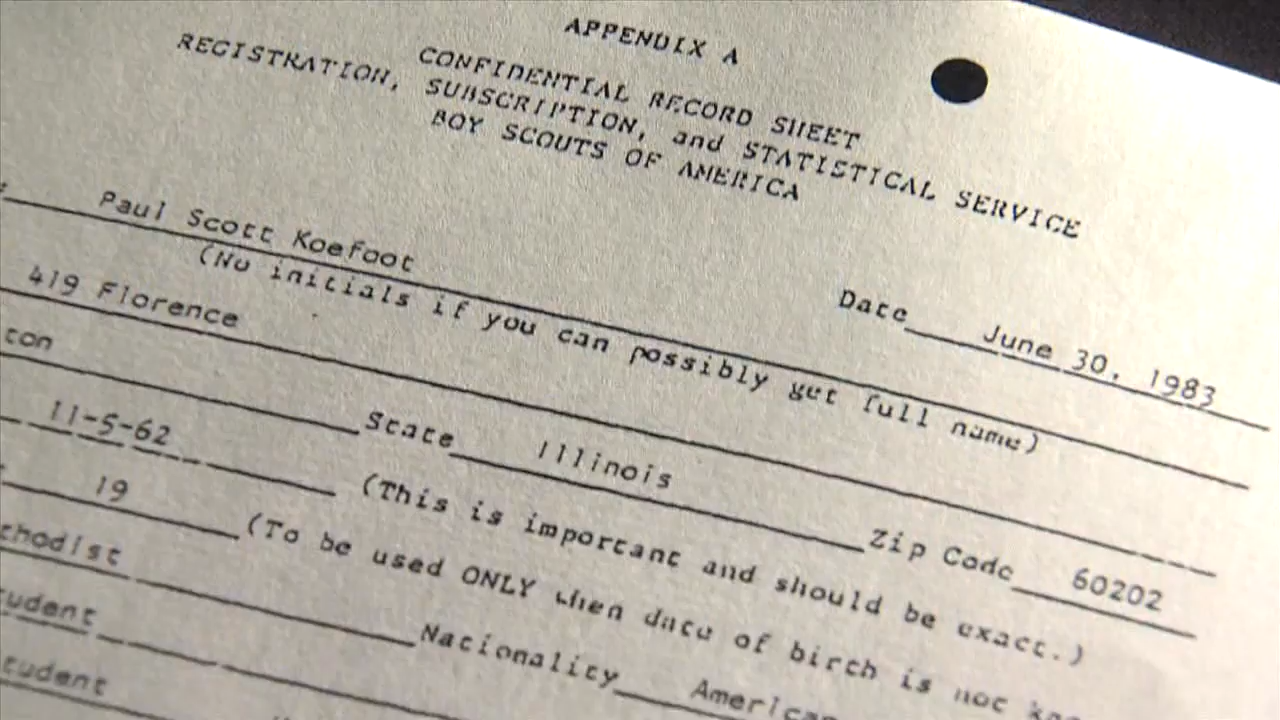 APPENDIX A
CONFIDENTIAL RECORD SHEET
REGISTRATION, SUBSCRIPTION, and STATISTICAL SERVICE
BOY SCOUTS OF AMERICA
Date June 30, 1983
Paul Scott Koefoot
(No initials if you can possibly get full name)
419 Florence
ton
State Illinois Zip Code 60202
11-5-62 (This is important and should be exact.)
19 (To be used ONLY when date of birth is not
thodist Nationality American
tudent
tudent